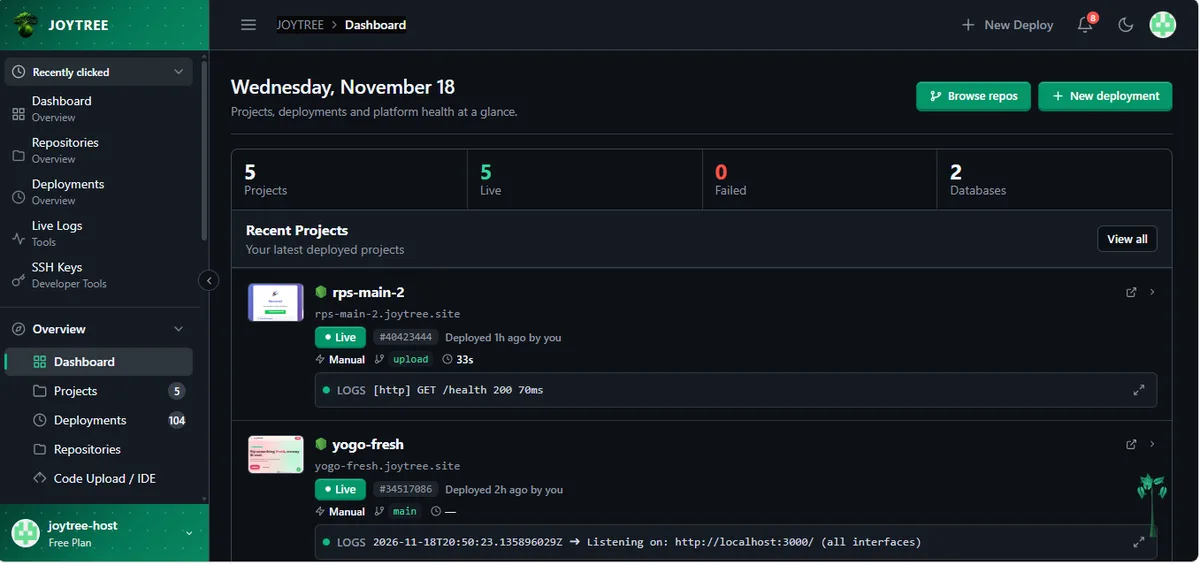 JOYTREE
JOYTREE > Dashboard
New Deploy
8
Recently clicked
Dashboard
Overview
Repositories
Overview
Deployments
Overview
Live Logs
Tools
SSH Keys
Developer Tools
Overview
Dashboard
Projects 5
Deployments 104
Repositories
Code Upload / IDE
joytree-host
Free Plan
Wednesday, November 18
Projects, deployments and platform health at a glance.
Browse repos
+ New deployment
5
Projects
5
Live
0
Failed
2
Databases
Recent Projects
Your latest deployed projects
View all
rps-main-2
rps-main-2.joytree.site
Live #40423444 Deployed 1h ago by you
Manual upload 33s
LOGS [http] GET /health 200 70ms
yogo-fresh
yogo-fresh.joytree.site
Live #34517086 Deployed 2h ago by you
Manual main —
LOGS 2026-11-18T20:50:23.135896029Z ➜ Listening on: http://localhost:3000/ (all interfaces)